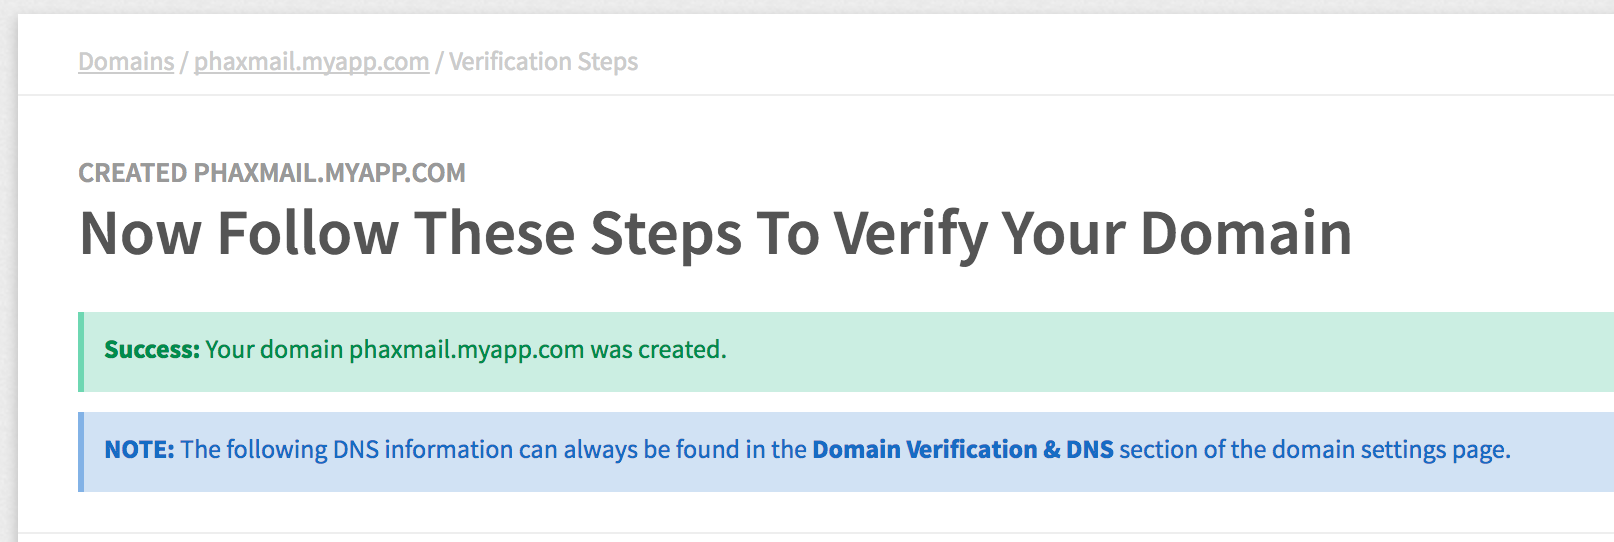 Domains / phaxmail.myapp.com / Verification Steps
CREATED PHAXMAIL.MYAPP.COM
Now Follow These Steps To Verify Your Domain
Success: Your domain phaxmail.myapp.com was created.
NOTE: The following DNS information can always be found in the Domain Verification & DNS section of the domain settings page.